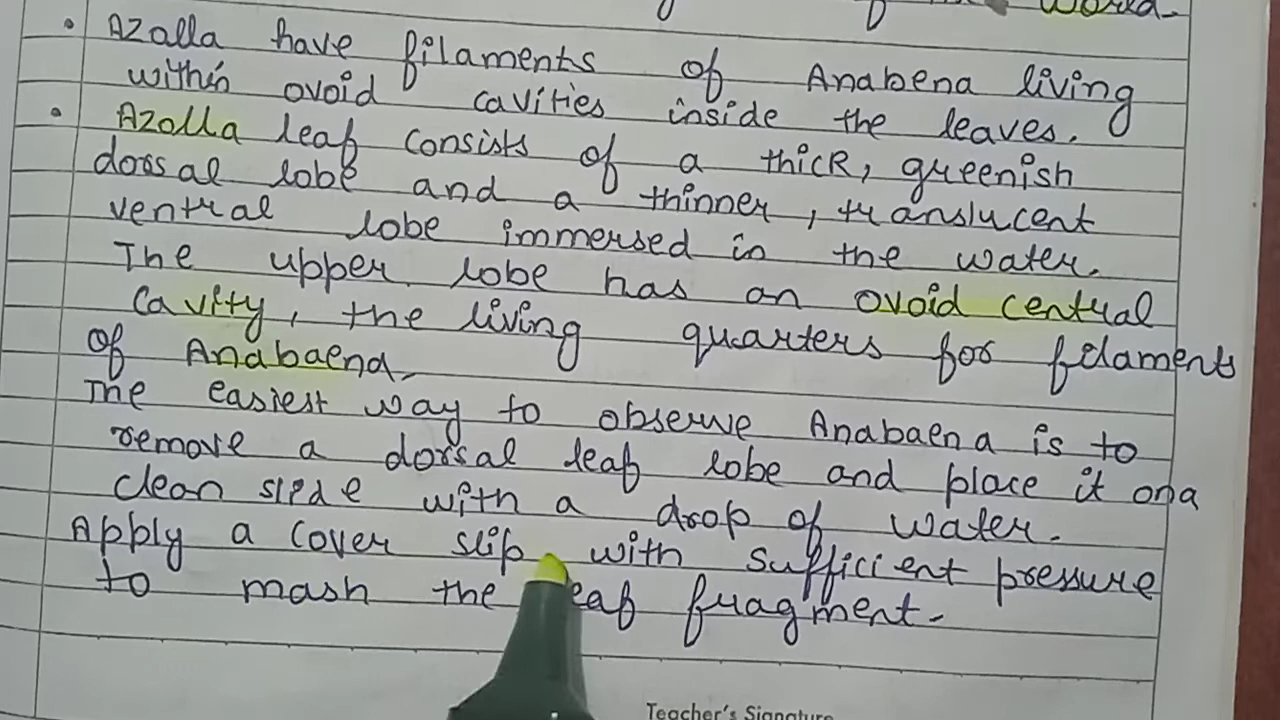 World.
• Azalla have filaments of Anabena living
within ovoid cavities inside the leaves.
• Azolla leaf consists of a thick, greenish
dorsal lobe and a thinner, translucent
ventral lobe immersed in the water.
The upper lobe has an ovoid central
cavity, the living quarters for filaments
of Anabaena.
The easiest way to observe Anabaena is to
remove a dorsal leaf lobe and place it on a
clean slide with a drop of water.
Apply a cover slip with sufficient pressure
to mash the leaf fragment.
Teacher's Signature